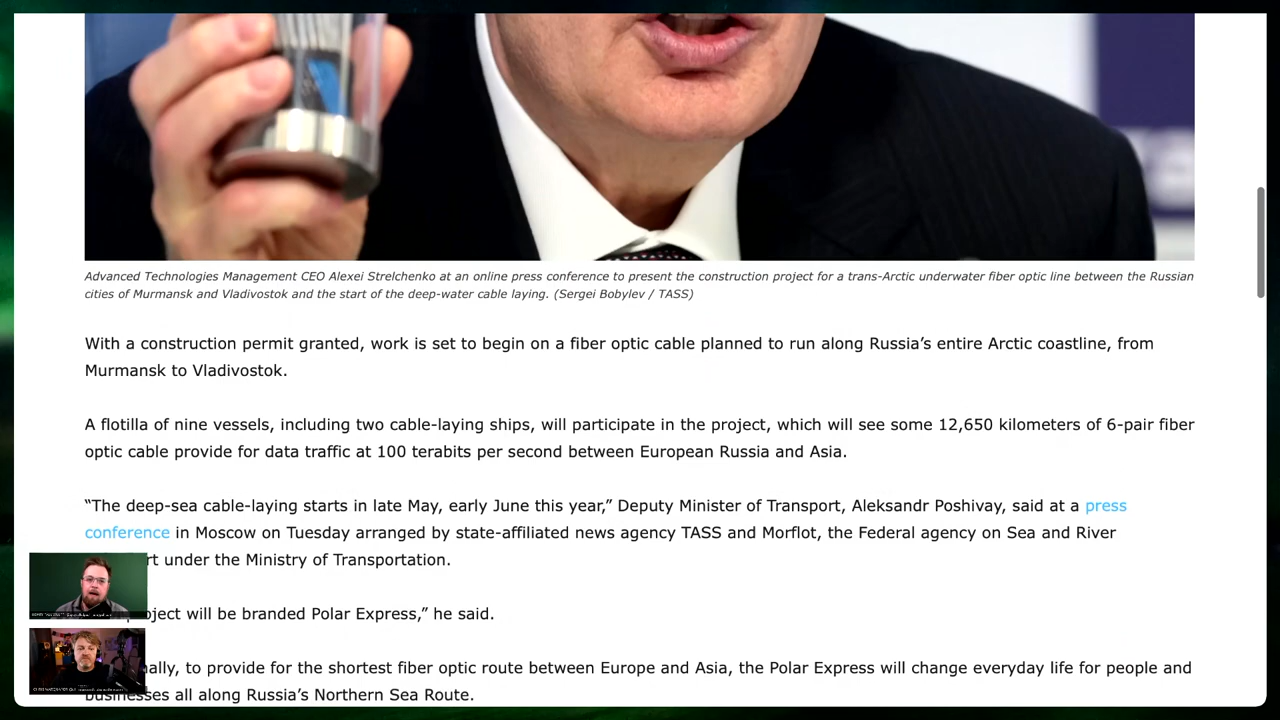 Advanced Technologies Management CEO Alexei Strelchenko at an online press conference to present the construction project for a trans-Arctic underwater fiber optic line between the Russian
cities of Murmansk and Vladivostok and the start of the deep-water cable laying. (Sergei Bobylev / TASS)
With a construction permit granted, work is set to begin on a fiber optic cable planned to run along Russia’s entire Arctic coastline, from
Murmansk to Vladivostok.
A flotilla of nine vessels, including two cable-laying ships, will participate in the project, which will see some 12,650 kilometers of 6-pair fiber
optic cable provide for data traffic at 100 terabits per second between European Russia and Asia.
“The deep-sea cable-laying starts in late May, early June this year,” Deputy Minister of Transport, Aleksandr Poshivay, said at a press
conference in Moscow on Tuesday arranged by state-affiliated news agency TASS and Morflot, the Federal agency on Sea and River
under the Ministry of Transportation.
will be branded Polar Express,” he said.
to provide for the shortest fiber optic route between Europe and Asia, the Polar Express will change everyday life for people and
businesses all along Russia’s Northern Sea Route.